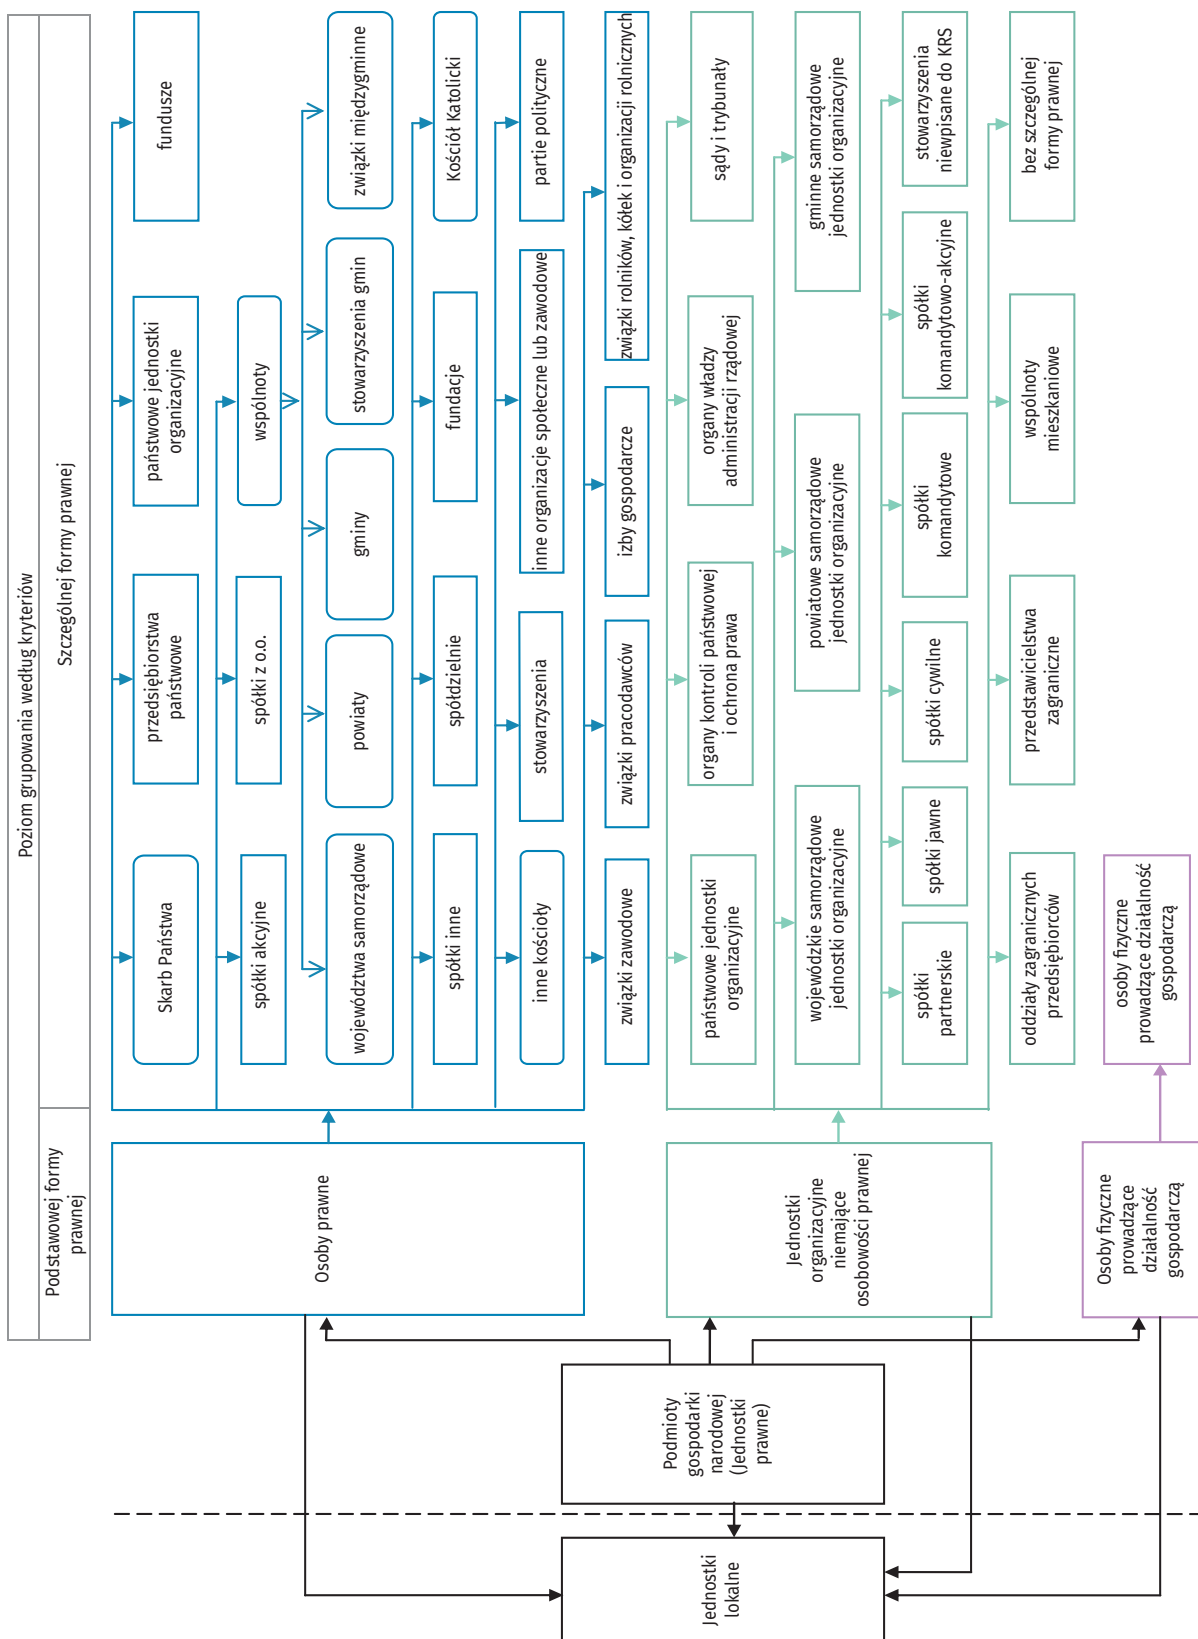 Poziom grupowania według kryteriów
Podstawowej formy
prawnej
Szczególnej formy prawnej
Jednostki
lokalne
Podmioty
gospodarki
narodowej
(Jednostki
prawne)
Osoby prawne
Skarb Państwa
przedsiębiorstwa
państwowe
państwowe jednostki
organizacyjne
fundusze
spółki akcyjne
spółki z o.o.
wspólnoty
województwa samorządowe
powiaty
gminy
stowarzyszenia gmin
związki międzygminne
spółki inne
spółdzielnie
fundacje
Kościół Katolicki
inne kościoły
stowarzyszenia
inne organizacje społeczne lub zawodowe
partie polityczne
związki zawodowe
związki pracodawców
izby gospodarcze
związki rolników, kółek i organizacji rolniczych
Jednostki
organizacyjne
niemające
osobowości prawnej
państwowe jednostki
organizacyjne
organy kontroli państwowej
i ochrona prawa
organy władzy
administracji rządowej
sądy i trybunały
wojewódzkie samorządowe
jednostki organizacyjne
powiatowe samorządowe
jednostki organizacyjne
gminne samorządowe
jednostki organizacyjne
spółki
partnerskie
spółki jawne
spółki cywilne
spółki
komandytowe
spółki
komandytowo-akcyjne
stowarzyszenia
niewpisane do KRS
oddziały zagranicznych
przedsiębiorców
przedstawicielstwa
zagraniczne
wspólnoty
mieszkaniowe
bez szczególnej
formy prawnej
Osoby fizyczne
prowadzące
działalność
gospodarczą
osoby fizyczne
prowadzące działalność
gospodarczą